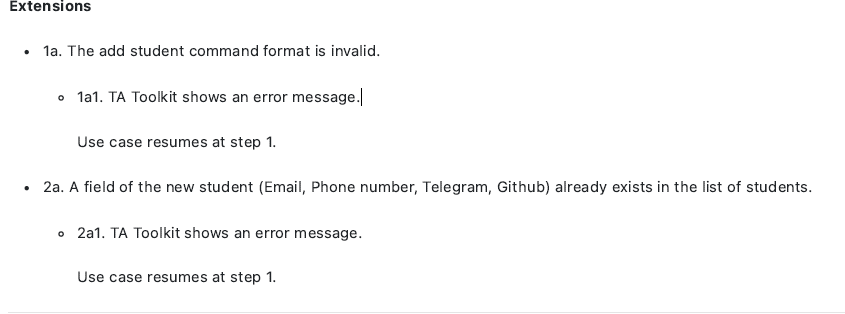 Extensions
• 1a. The add student command format is invalid.
◦ 1a1. TA Toolkit shows an error message.
Use case resumes at step 1.
• 2a. A field of the new student (Email, Phone number, Telegram, Github) already exists in the list of students.
◦ 2a1. TA Toolkit shows an error message.
Use case resumes at step 1.